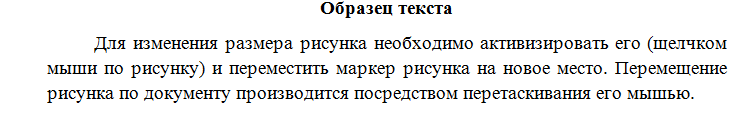 Образец текста
Для изменения размера рисунка необходимо активизировать его (щелчком
мыши по рисунку) и переместить маркер рисунка на новое место. Перемещение
рисунка по документу производится посредством перетаскивания его мышью.